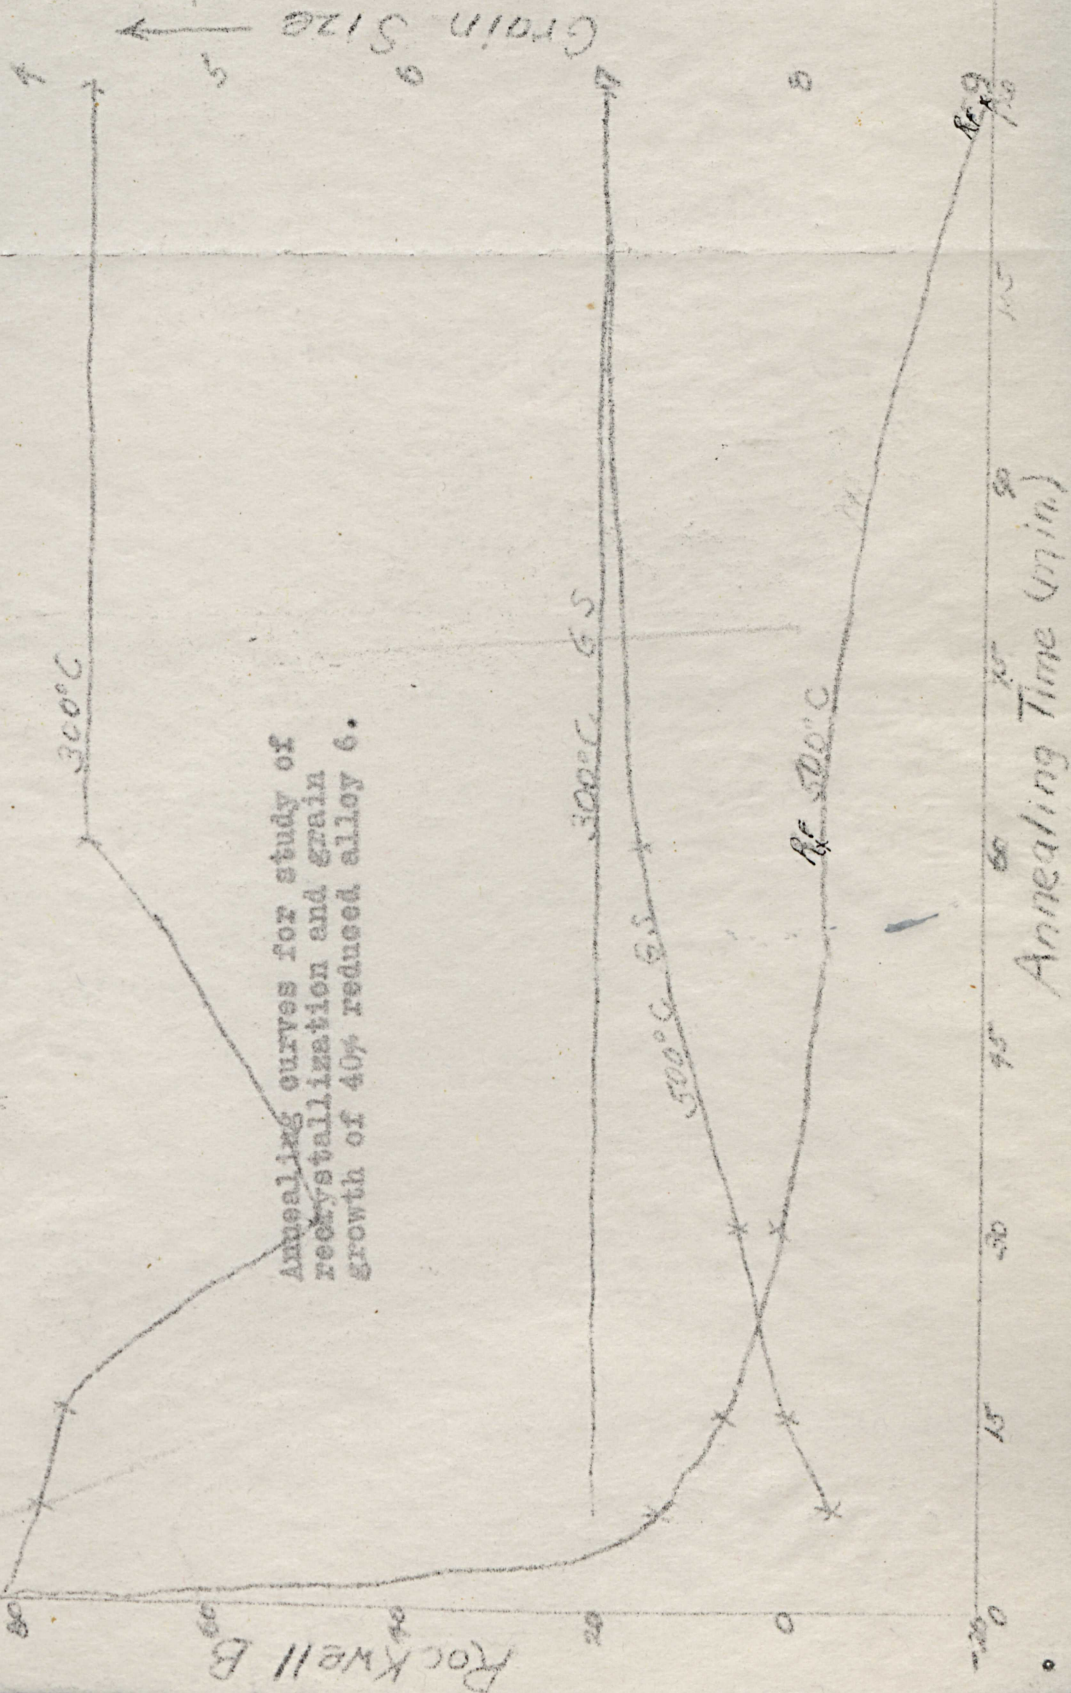 Rockwell B
80
60
40
20
0
-20
300°C
Annealing curves for study of
recrystallization and grain
growth of 40% reduced alloy 6.
300°C. G S
500°C G.S
RF 500°C
0
15
30
45
60
75
90
105
120
Annealing Time (min.)
4
5
6
7
8
9
RF
Grain Size